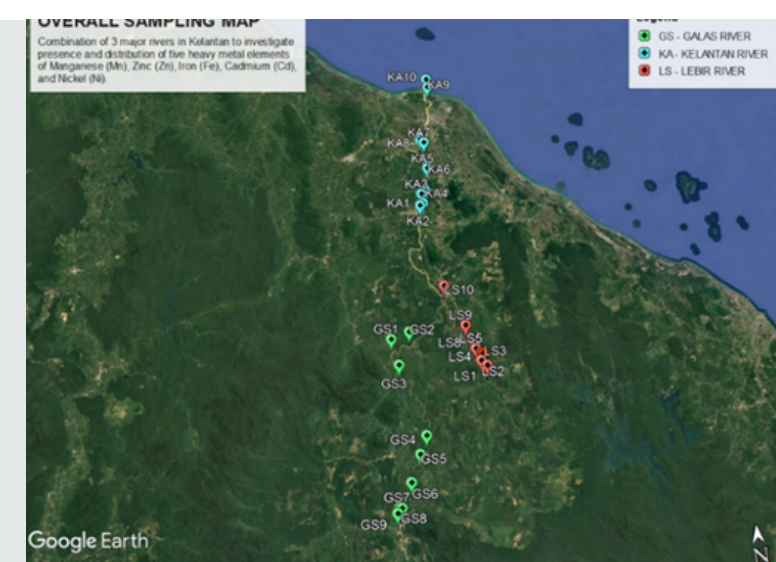 OVERALL SAMPLING MAP
Combination of 3 major rivers in Kelantan to investigate
presence and distribution of five heavy metal elements
of Manganese (Mn), Zinc (Zn), Iron (Fe), Cadmium (Cd),
and Nickel (Ni).
Legend
GS - GALAS RIVER
KA - KELANTAN RIVER
LS - LEBIR RIVER
KA10
KA9
KA7
KA8
KA5
KA6
KA3
KA4
KA1
KA2
LS10
LS9
LS5
LS8
LS3
LS4
LS2
LS1
GS1
GS2
GS3
GS4
GS5
GS6
GS7
GS8
GS9
Google Earth
N